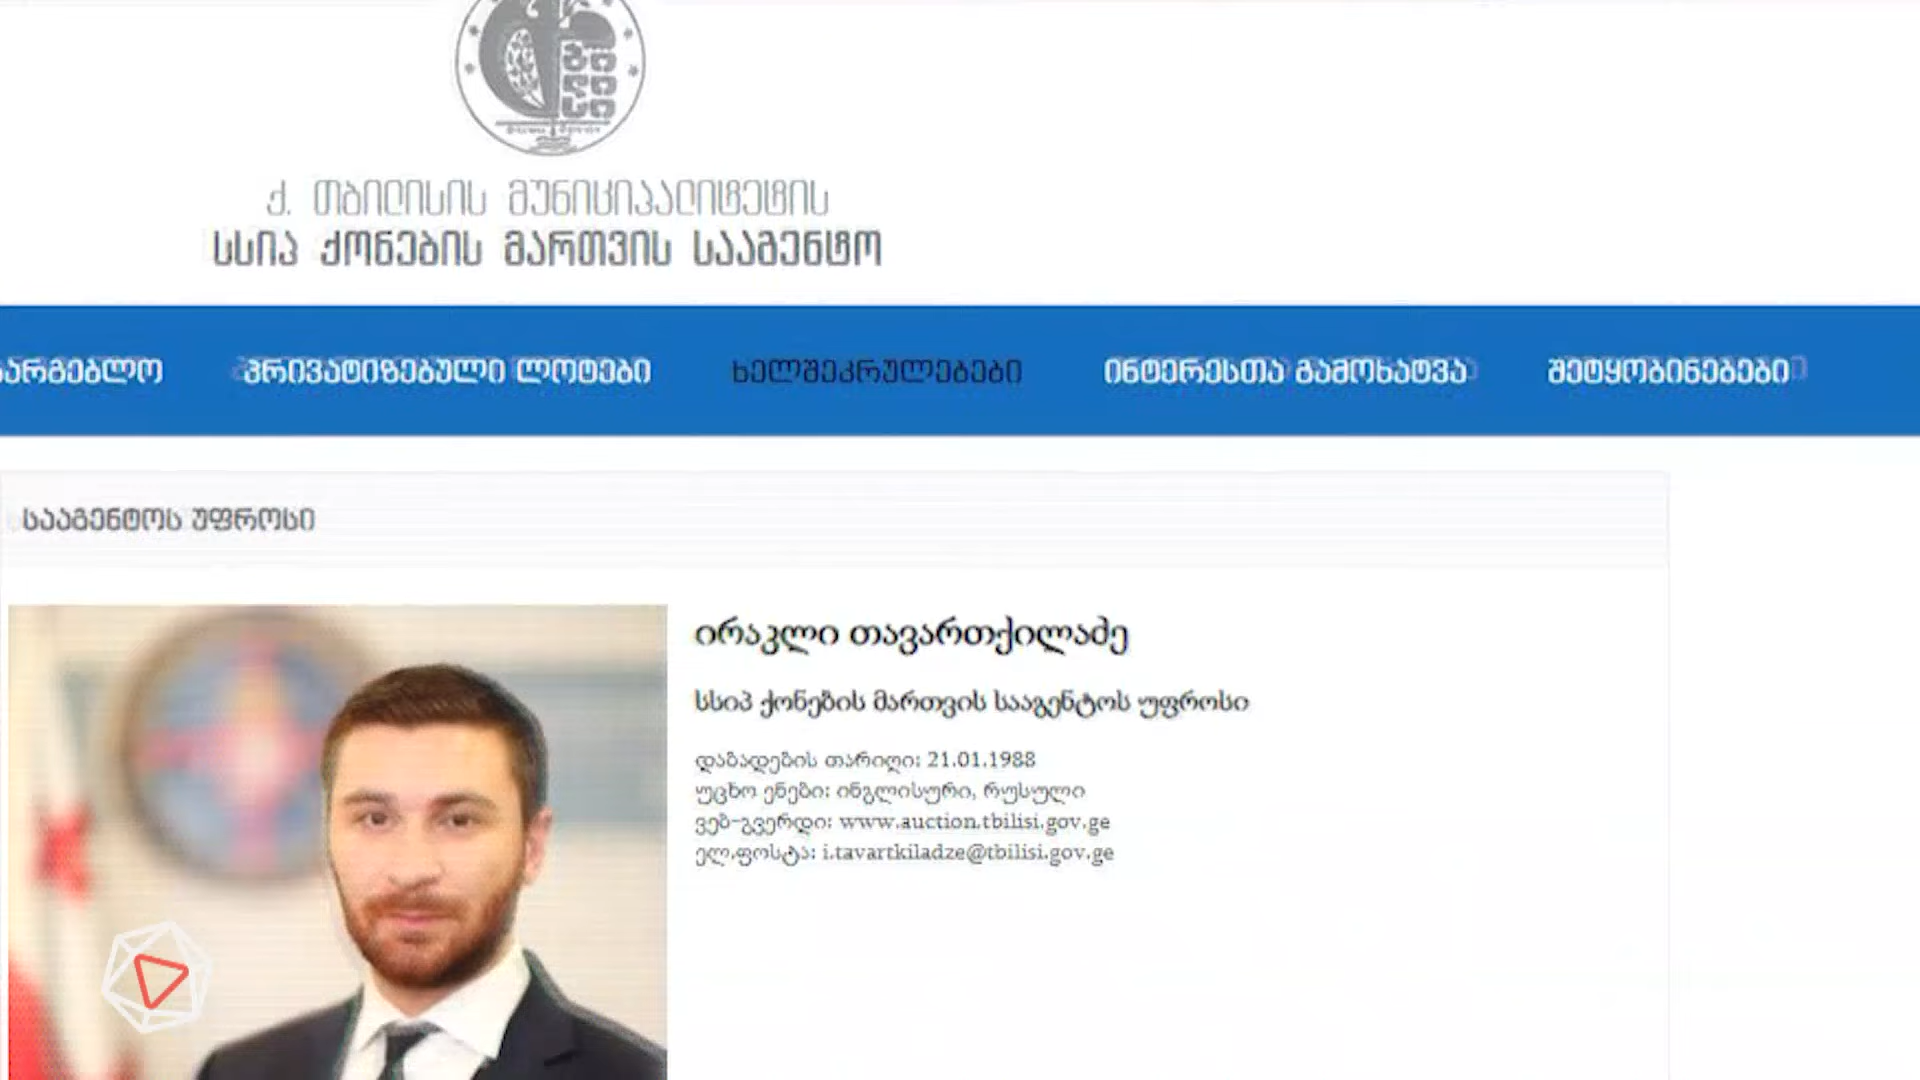 თბილისი
ქ. თბილისის მუნიციპალიტეტის
სსიპ ქონების მართვის სააგენტო
პრივატიზებული ლოტები ხელშეკრულებები ინტერესთა გამოხატვა შეტყობინებები
სააგენტოს უფროსი
ირაკლი თავართქილაძე
სსიპ ქონების მართვის სააგენტოს უფროსი
დაბადების თარიღი: 21.01.1988
უცხო ენები: ინგლისური, რუსული
ვებ-გვერდი: www.auction.tbilisi.gov.ge
ელ.ფოსტა: i.tavartkiladze@tbilisi.gov.ge